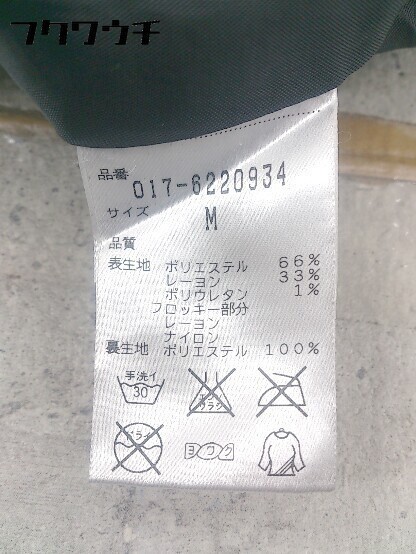 フクウウチ
品番
017-6220934
サイズ M
品質
表生地 ポリエステル 66%
レーヨン 33%
ポリウレタン 1%
フロッキー部分
レーヨン
ナイロン
裏生地 ポリエステル 100%
手洗イ
30
エンソサラシ
ドライ
ヨワク